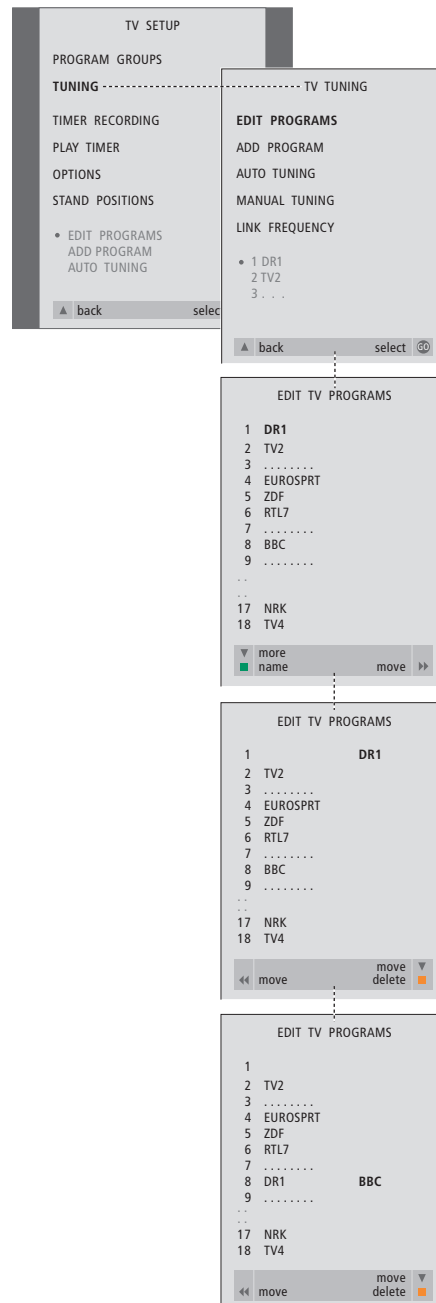 TV SETUP
PROGRAM GROUPS
TUNING
TIMER RECORDING
PLAY TIMER
OPTIONS
STAND POSITIONS
• EDIT PROGRAMS
ADD PROGRAM
AUTO TUNING
back selec
TV TUNING
EDIT PROGRAMS
ADD PROGRAM
AUTO TUNING
MANUAL TUNING
LINK FREQUENCY
• 1 DR1
2 TV2
3 . . .
back select GO
EDIT TV PROGRAMS
1 DR1
2 TV2
3 . . . . . . . .
4 EUROSPRT
5 ZDF
6 RTL7
7 . . . . . . . .
8 BBC
9 . . . . . . . .
. .
. .
17 NRK
18 TV4
more
name move
EDIT TV PROGRAMS
1 DR1
2 TV2
3 . . . . . . . .
4 EUROSPRT
5 ZDF
6 RTL7
7 . . . . . . . .
8 BBC
9 . . . . . . . .
. .
. .
17 NRK
18 TV4
move
move delete
EDIT TV PROGRAMS
1
2 TV2
3 . . . . . . . .
4 EUROSPRT
5 ZDF
6 RTL7
7 . . . . . . . .
8 DR1 BBC
9 . . . . . . . .
. .
. .
17 NRK
18 TV4
move
move delete